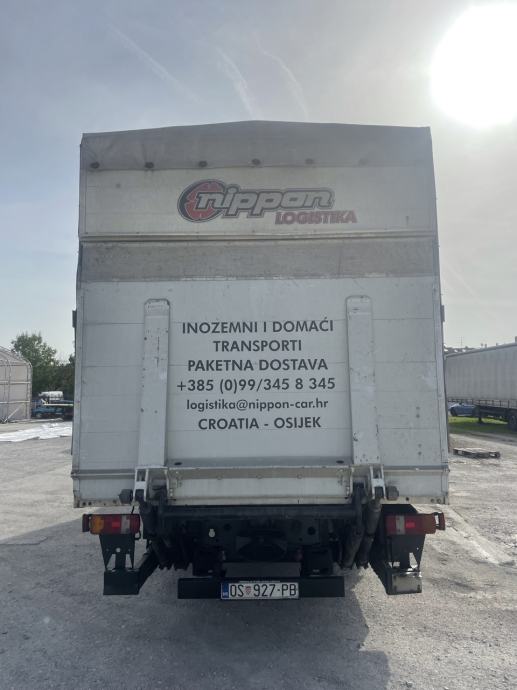 nippon
LOGISTIKA
INOZEMNI I DOMAĆI
TRANSPORTI
PAKETNA DOSTAVA
+385 (0)99/345 8 345
logistika@nippon-car.hr
CROATIA - OSIJEK
OS 927-PB